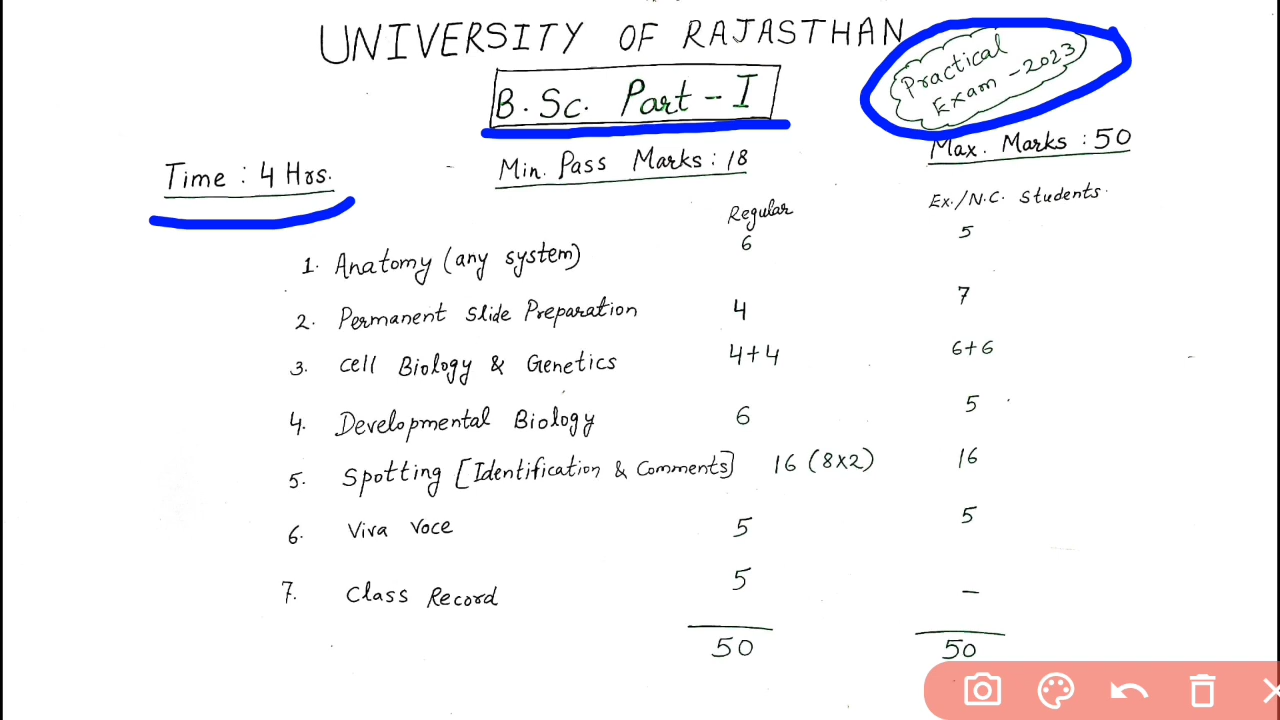 UNIVERSITY OF RAJASTHAN
Practical
Exam - 2023
B.Sc. Part - I
Time : 4 Hrs.
Min. Pass Marks : 18
Max. Marks : 50
Regular
Ex./N.C. Students.
1. Anatomy (any system) 6 5
2. Permanent Slide Preparation 4 7
3. Cell Biology & Genetics 4+4 6+6
4. Developmental Biology 6 5
5. Spotting [Identification & Comments] 16 (8x2) 16
6. Viva Voce 5 5
7. Class Record 5 –
50 50